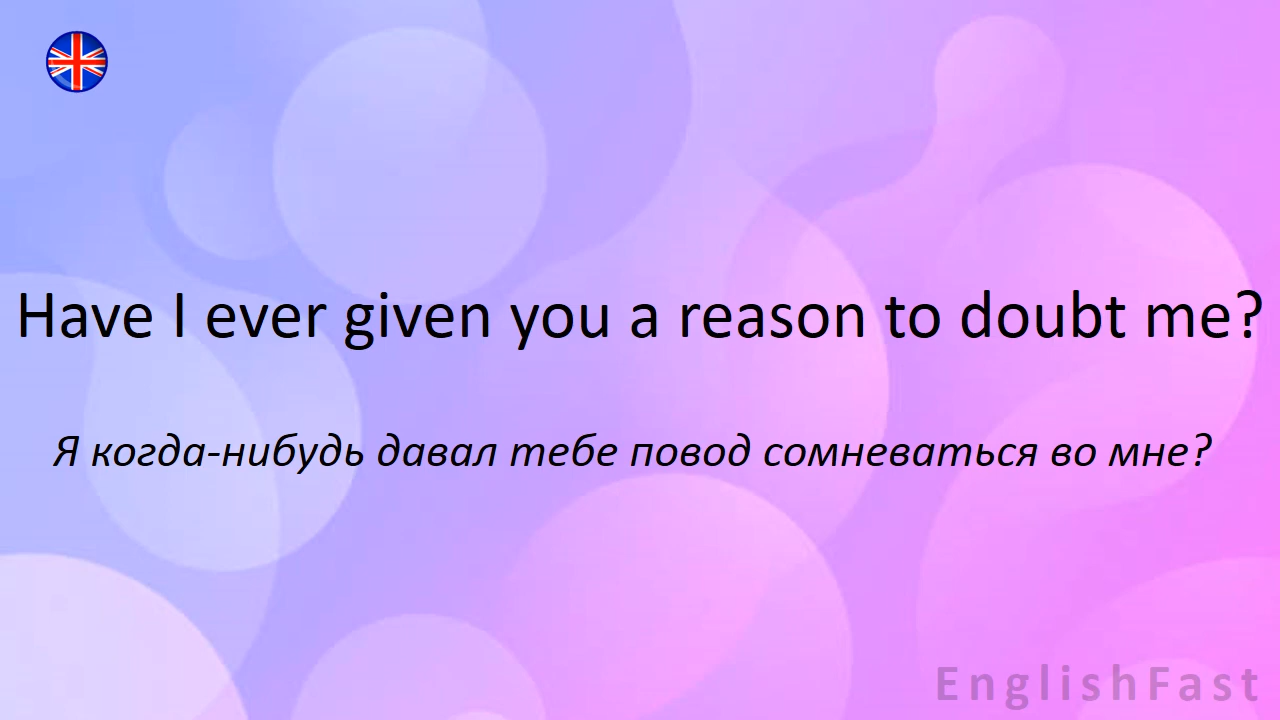 Have I ever given you a reason to doubt me?
Я когда-нибудь давал тебе повод сомневаться во мне?
EnglishFast